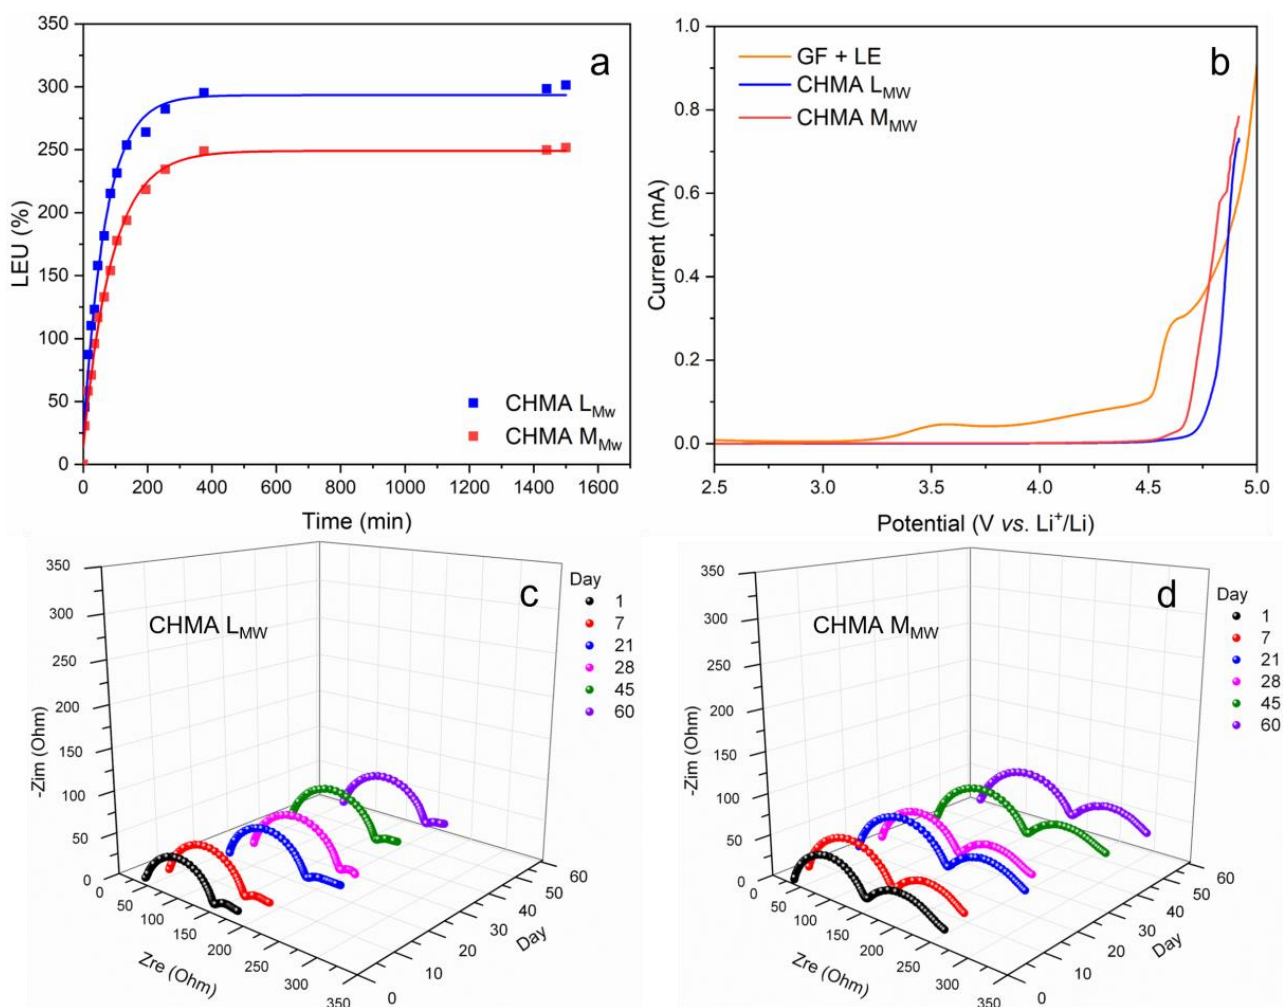 a
350
300
250
200
150
100
50
0
LEU (%)
CHMA L_Mw
CHMA M_Mw
0 200 400 600 800 1000 1200 1400 1600
Time (min)
b
1.0
0.8
0.6
0.4
0.2
0.0
Current (mA)
GF + LE
CHMA L_MW
CHMA M_MW
2.5 3.0 3.5 4.0 4.5 5.0
Potential (V vs. Li⁺/Li)
c
CHMA L_MW
Day
1
7
21
28
45
60
350
300
250
200
150
100
50
0
-Zim (Ohm)
0 50 100 150 200 250 300 350
Zre (Ohm)
0 10 20 30 40 50 60
Day
d
CHMA M_MW
Day
1
7
21
28
45
60
350
300
250
200
150
100
50
0
-Zim (Ohm)
0 50 100 150 200 250 300 350
Zre (Ohm)
0 10 20 30 40 50 60
Day